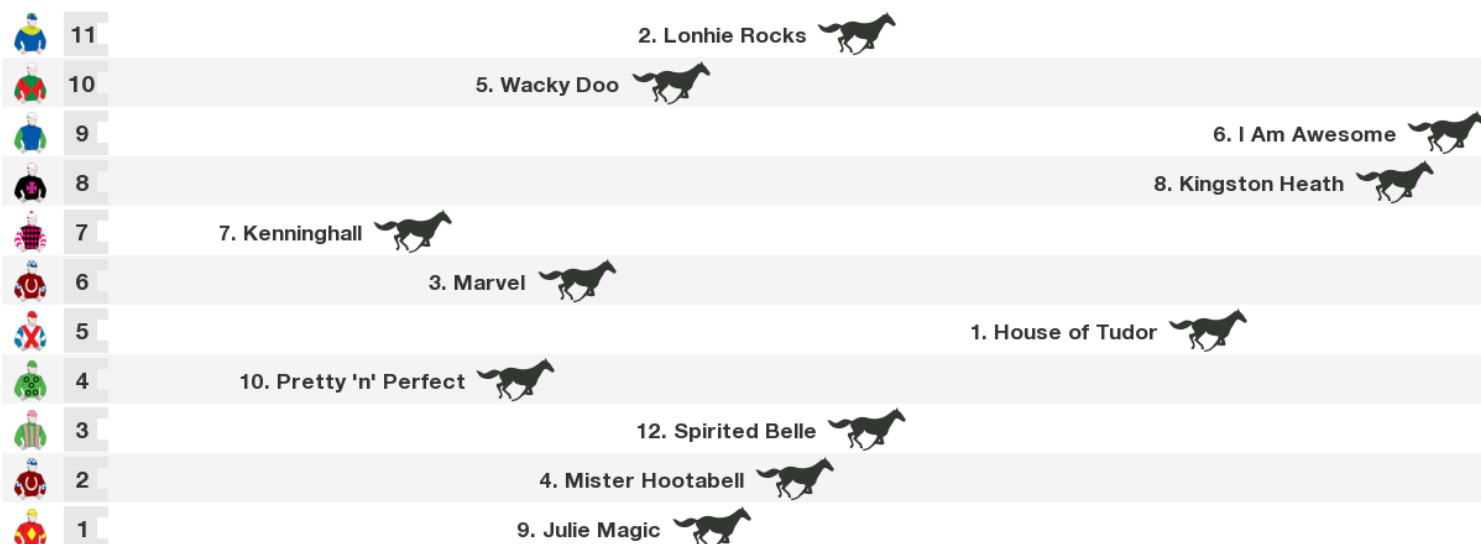 11 2. Lonhie Rocks
10 5. Wacky Doo
9 6. I Am Awesome
8 8. Kingston Heath
7 7. Kenninghall
6 3. Marvel
5 1. House of Tudor
4 10. Pretty 'n' Perfect
3 12. Spirited Belle
2 4. Mister Hootabell
1 9. Julie Magic